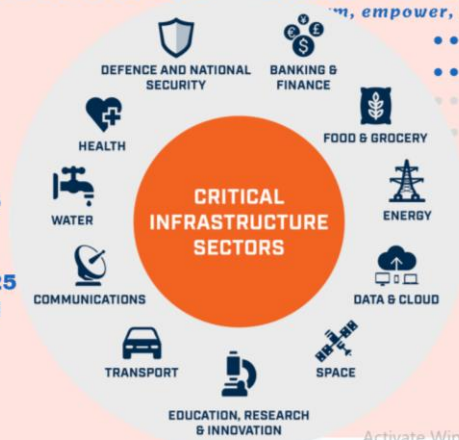 m, empower,
DEFENCE AND NATIONAL
SECURITY
BANKING &
FINANCE
HEALTH
FOOD & GROCERY
WATER
CRITICAL
INFRASTRUCTURE
SECTORS
ENERGY
25
COMMUNICATIONS
DATA & CLOUD
TRANSPORT
SPACE
EDUCATION, RESEARCH
& INNOVATION
Activate Win